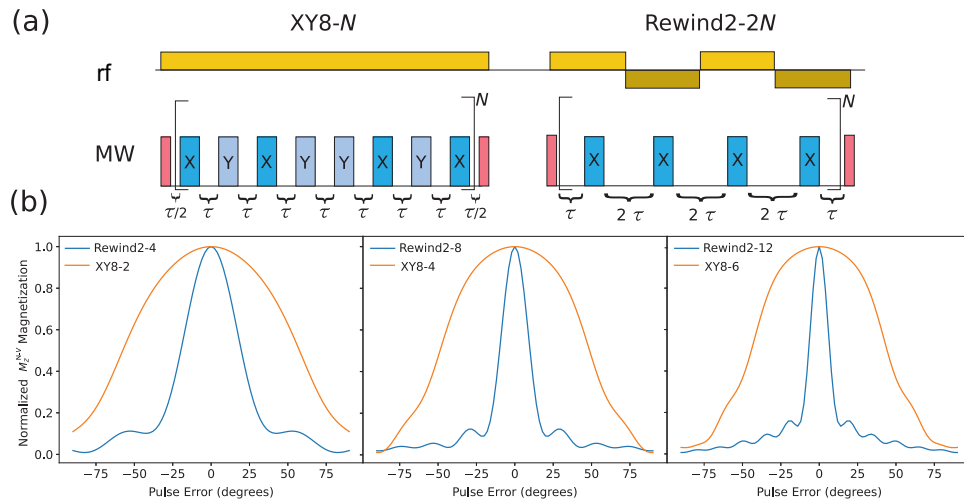 (a)
XY8-N
Rewind2-2N
rf
MW
N
N
X Y X Y Y X Y X
X X X X
τ/2 τ τ τ τ τ τ τ τ/2
τ 2 τ 2 τ 2 τ τ
(b)
Normalized M_z^{N-V} Magnetization
1.0
0.8
0.6
0.4
0.2
0.0
Rewind2-4
XY8-2
Rewind2-8
XY8-4
Rewind2-12
XY8-6
−75 −50 −25 0 25 50 75
−75 −50 −25 0 25 50 75
−75 −50 −25 0 25 50 75
Pulse Error (degrees)
Pulse Error (degrees)
Pulse Error (degrees)